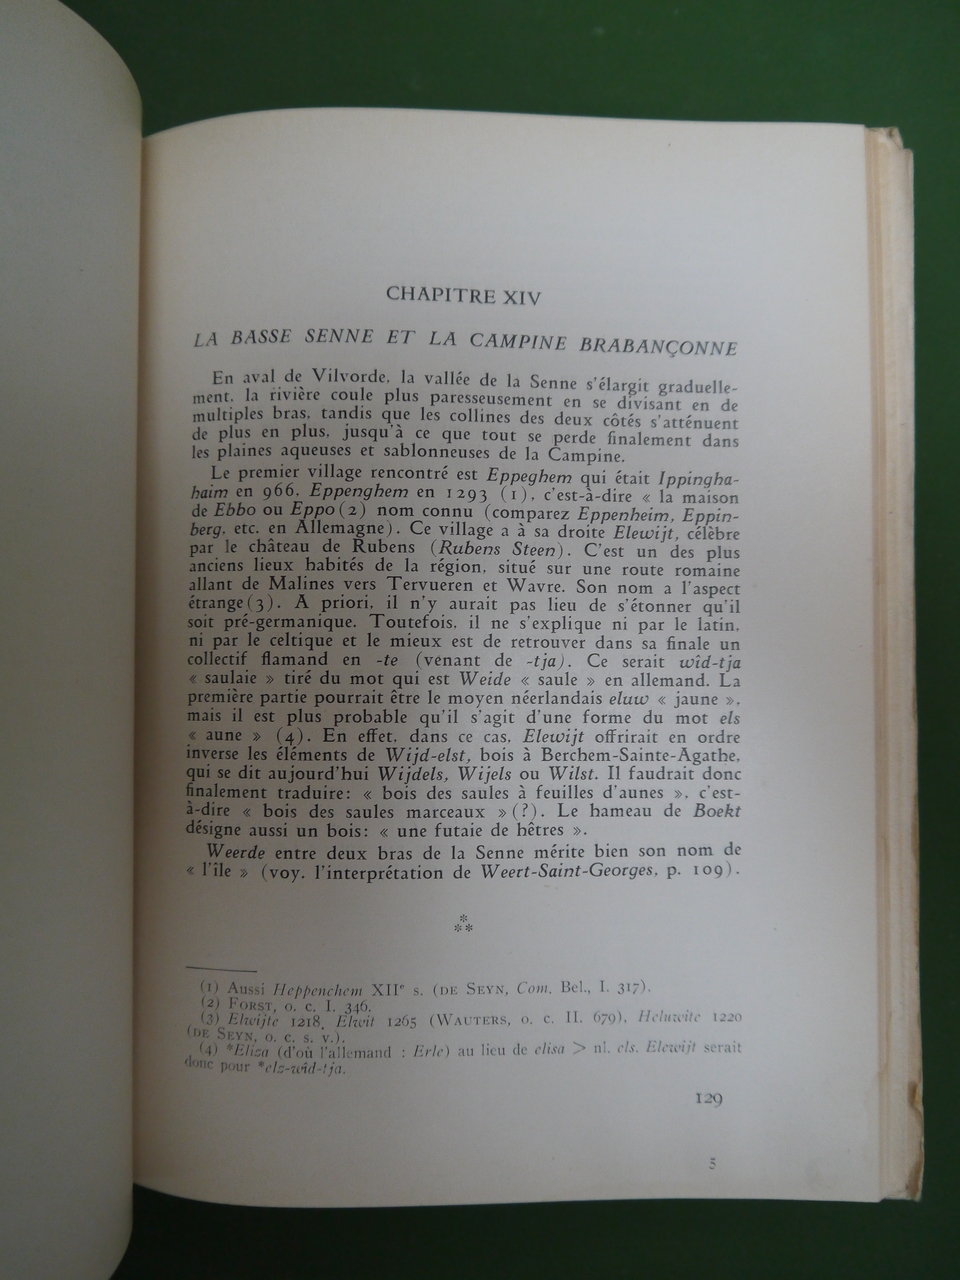 CHAPITRE XIV
LA BASSE SENNE ET LA CAMPINE BRABANÇONNE
En aval de Vilvorde, la vallée de la Senne s'élargit graduelle-
ment, la rivière coule plus paresseusement en se divisant en de
multiples bras, tandis que les collines des deux côtés s'atténuent
de plus en plus, jusqu'à ce que tout se perde finalement dans
les plaines aqueuses et sablonneuses de la Campine.
Le premier village rencontré est Eppeghem qui était Ippingha-
haim en 966, Eppenghem en 1293 (1), c'est-à-dire « la maison
de Ebbo ou Eppo (2) nom connu (comparez Eppenheim, Eppin-
berg, etc. en Allemagne). Ce village a à sa droite Elewijt, célèbre
par le château de Rubens (Rubens Steen). C'est un des plus
anciens lieux habités de la région, situé sur une route romaine
allant de Malines vers Tervueren et Wavre. Son nom a l'aspect
étrange (3). A priori, il n'y aurait pas lieu de s'étonner qu'il
soit pré-germanique. Toutefois, il ne s'explique ni par le latin,
ni par le celtique et le mieux est de retrouver dans sa finale un
collectif flamand en -te (venant de -tja). Ce serait wîd-tja
« saulaie » tiré du mot qui est Weide « saule » en allemand. La
première partie pourrait être le moyen néerlandais eluw « jaune »,
mais il est plus probable qu'il s'agit d'une forme du mot els
« aune » (4). En effet, dans ce cas, Elewijt offrirait en ordre
inverse les éléments de Wijd-elst, bois à Berchem-Sainte-Agathe,
qui se dit aujourd'hui Wijdels, Wijels ou Wilst. Il faudrait donc
finalement traduire: « bois des saules à feuilles d'aunes », c'est-
à-dire « bois des saules marceaux » (?). Le hameau de Boekt
désigne aussi un bois: « une futaie de hêtres ».
Weerde entre deux bras de la Senne mérite bien son nom de
« l'île » (voy. l'interprétation de Weert-Saint-Georges, p. 109).
***
(1) Aussi Heppenchem XIIe s. (DE SEYN, Com. Bel., I. 317).
(2) FORST, o. c. I. 346.
(3) Elwijte 1218, Elwit 1265 (WAUTERS, o. c. II. 679), Heluwite 1220
(DE SEYN, o. c. s. v.).
(4) *Eliza (d'où l'allemand : Erle) au lieu de elisa > nl. els. Elewijt serait
donc pour *elz-wîd-tja.
129
5